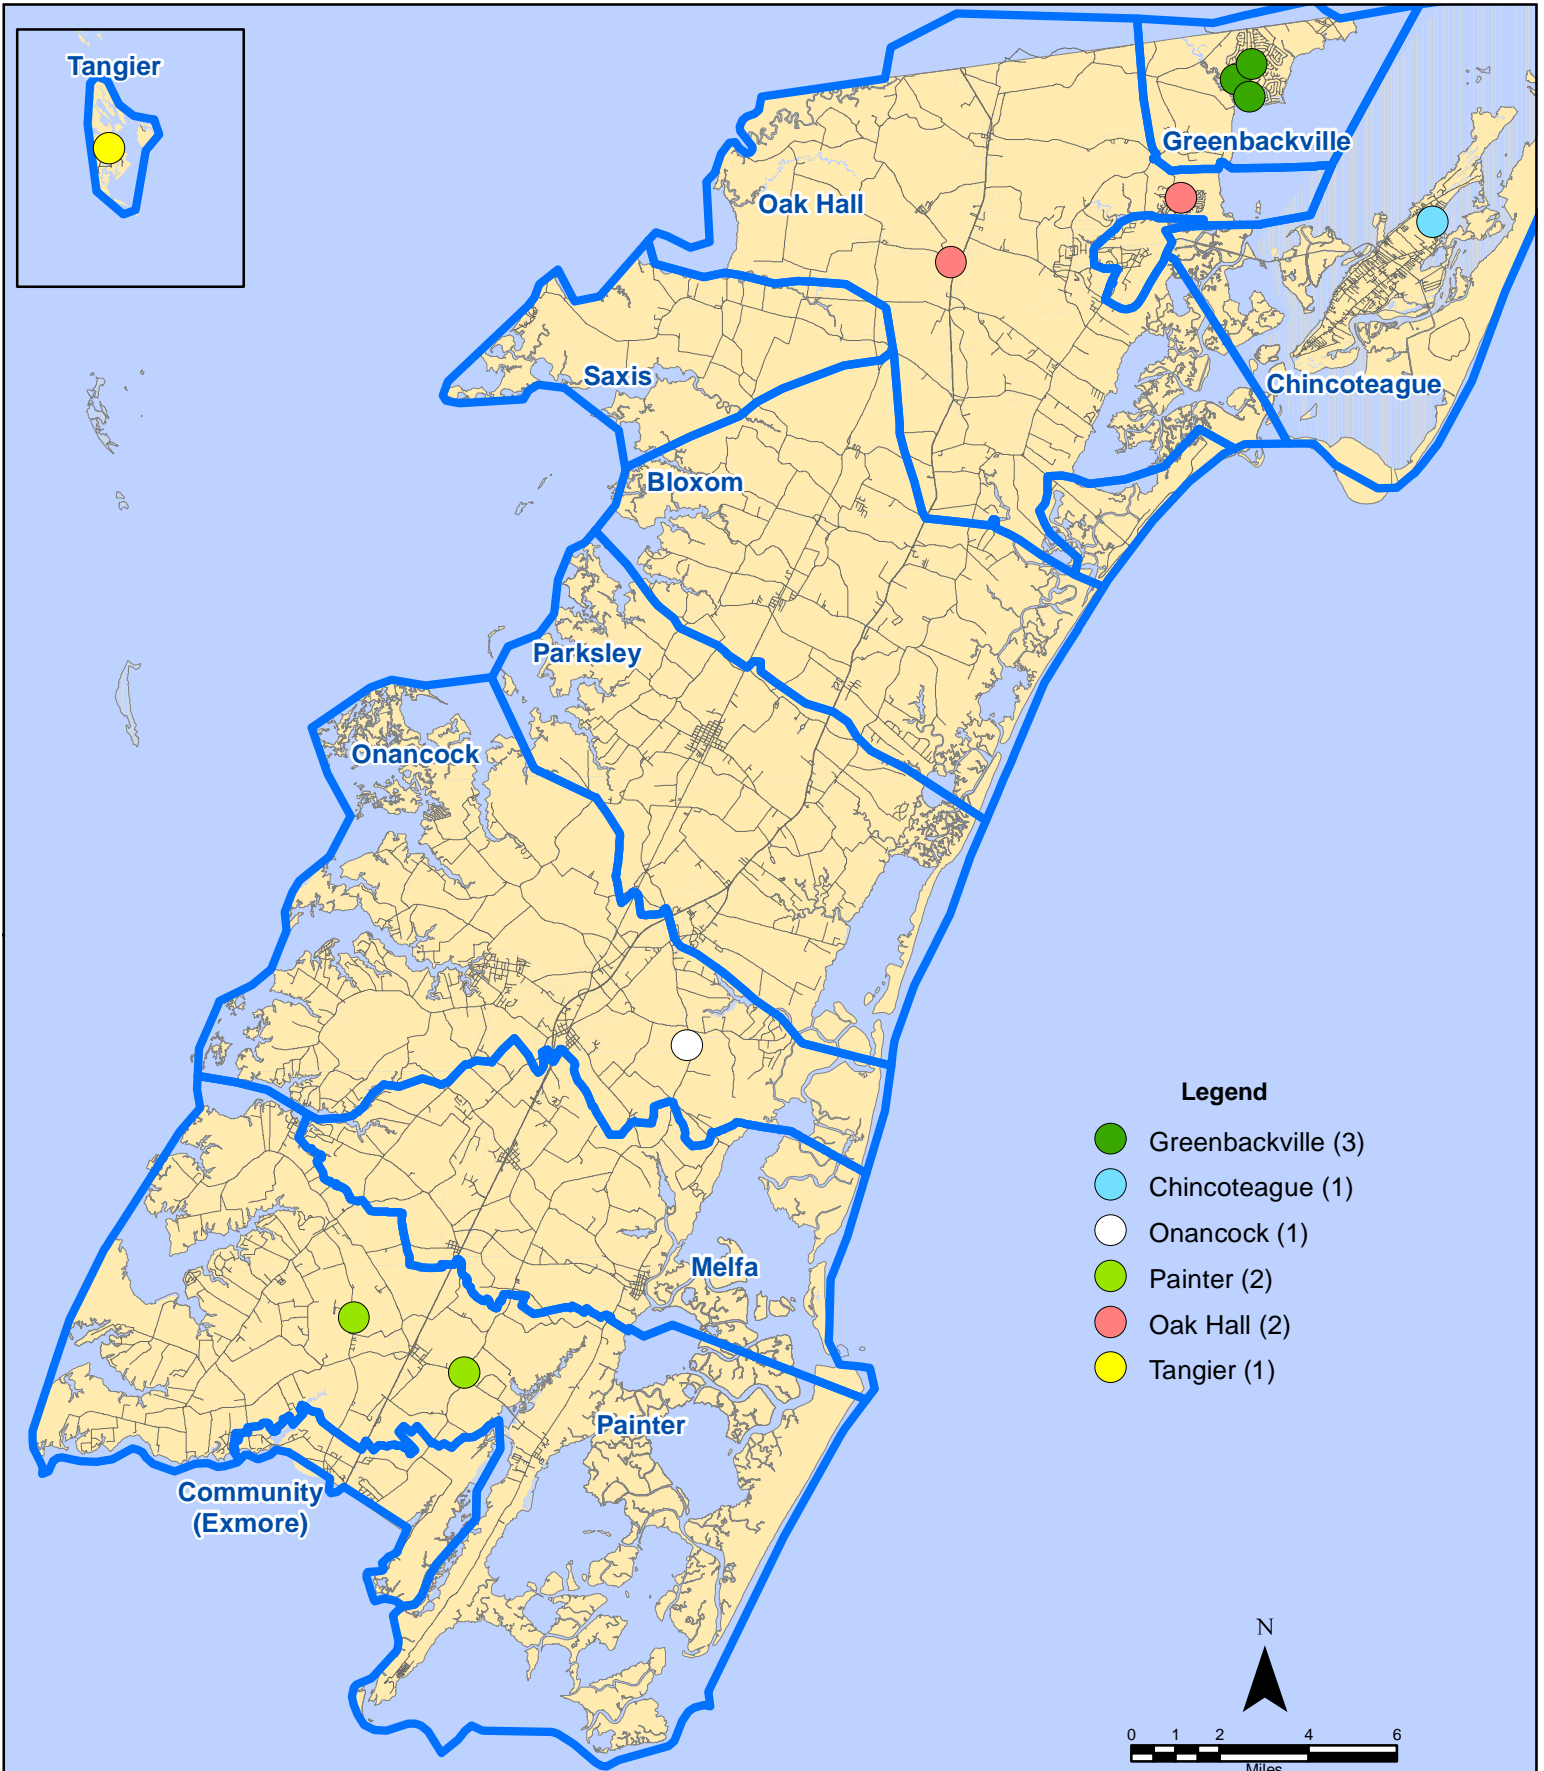 Tangier
Greenbackville
Oak Hall
Saxis
Chincoteague
Bloxom
Parksley
Onancock
Melfa
Painter
Community
(Exmore)
Legend
Greenbackville (3)
Chincoteague (1)
Onancock (1)
Painter (2)
Oak Hall (2)
Tangier (1)
N
0 1 2 4 6
Miles